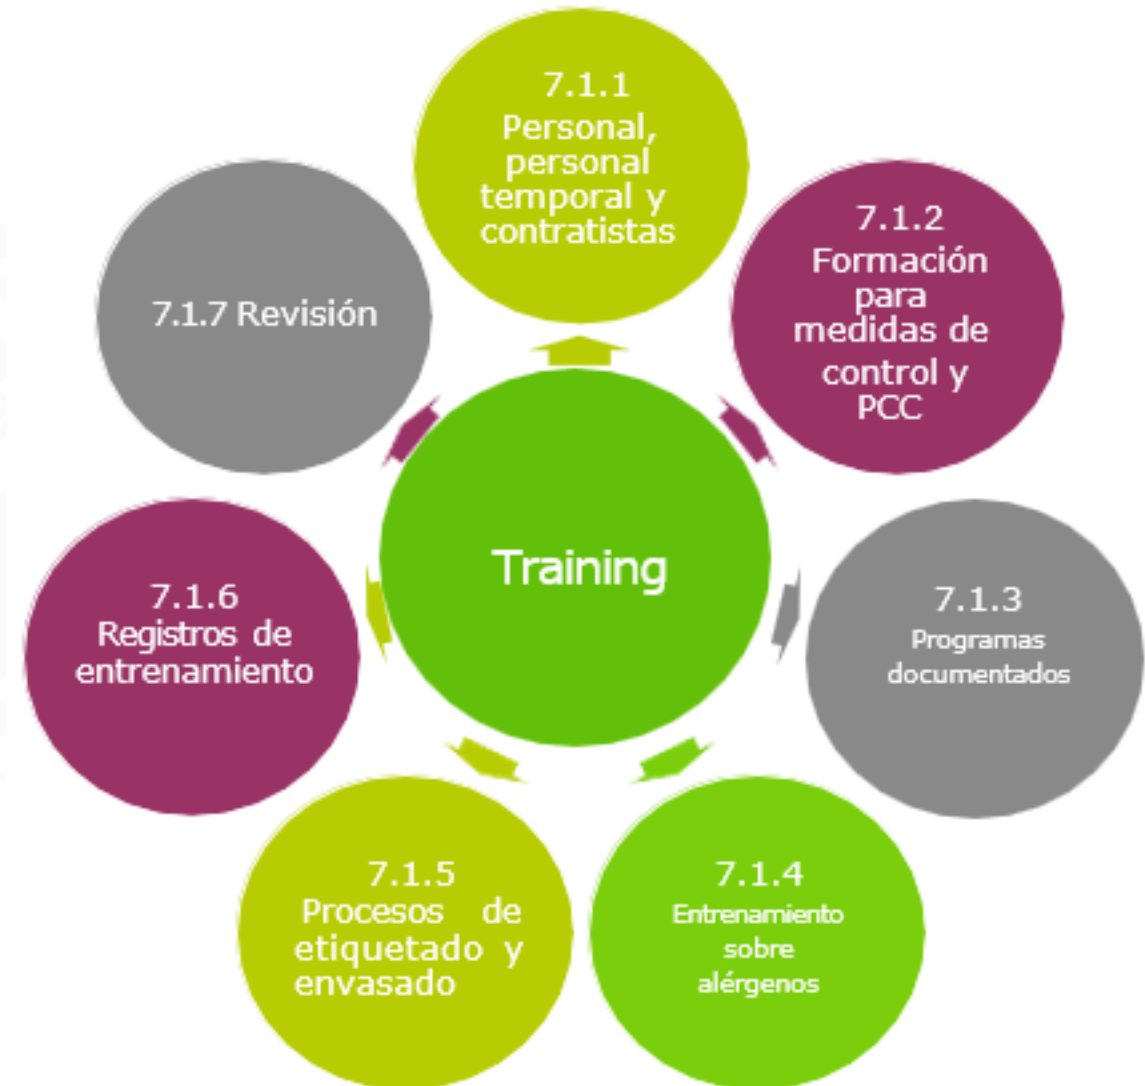 7.1.1
Personal,
personal
temporal y
contratistas
7.1.2
Formación
para
medidas de
control y
PCC
7.1.3
Programas
documentados
7.1.4
Entrenamiento
sobre
alérgenos
7.1.5
Procesos de
etiquetado y
envasado
7.1.6
Registros de
entrenamiento
7.1.7 Revisión
Training